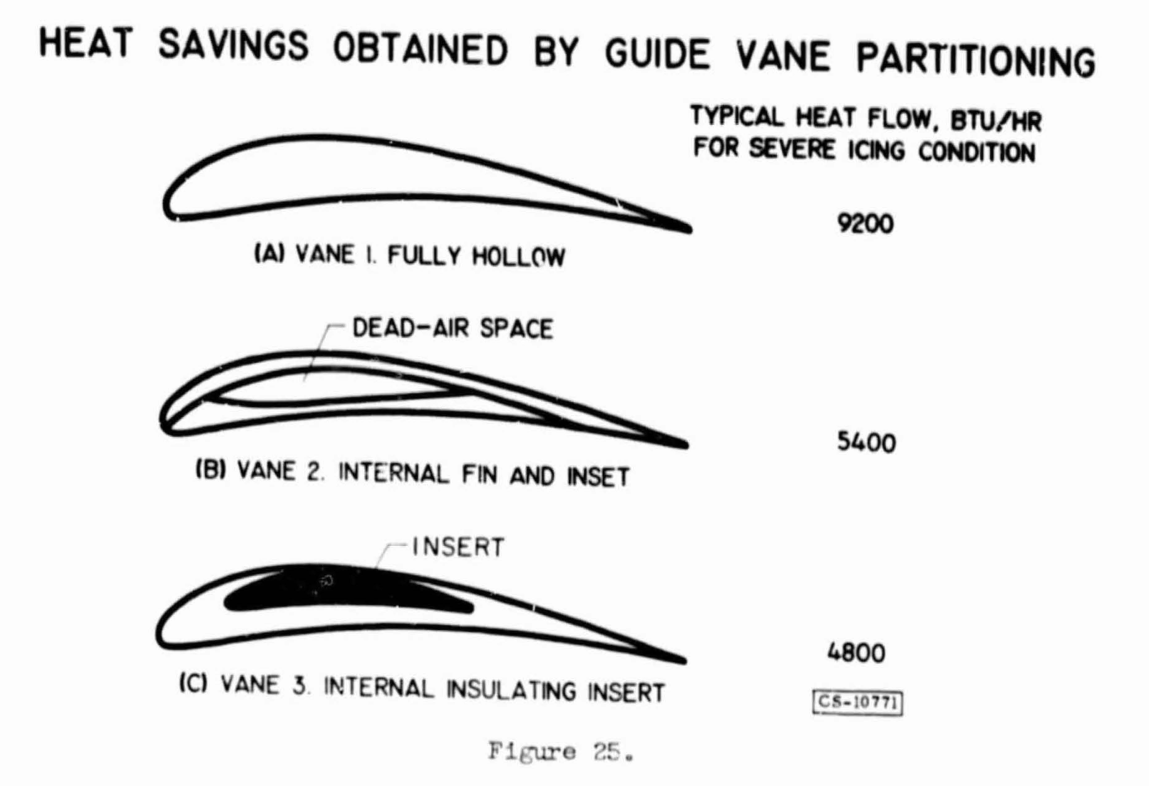 HEAT SAVINGS OBTAINED BY GUIDE VANE PARTITIONING
TYPICAL HEAT FLOW, BTU/HR
FOR SEVERE ICING CONDITION
9200
(A) VANE 1. FULLY HOLLOW
DEAD-AIR SPACE
5400
(B) VANE 2. INTERNAL FIN AND INSET
INSERT
4800
(C) VANE 3. INTERNAL INSULATING INSERT
CS-10771
Figure 25.